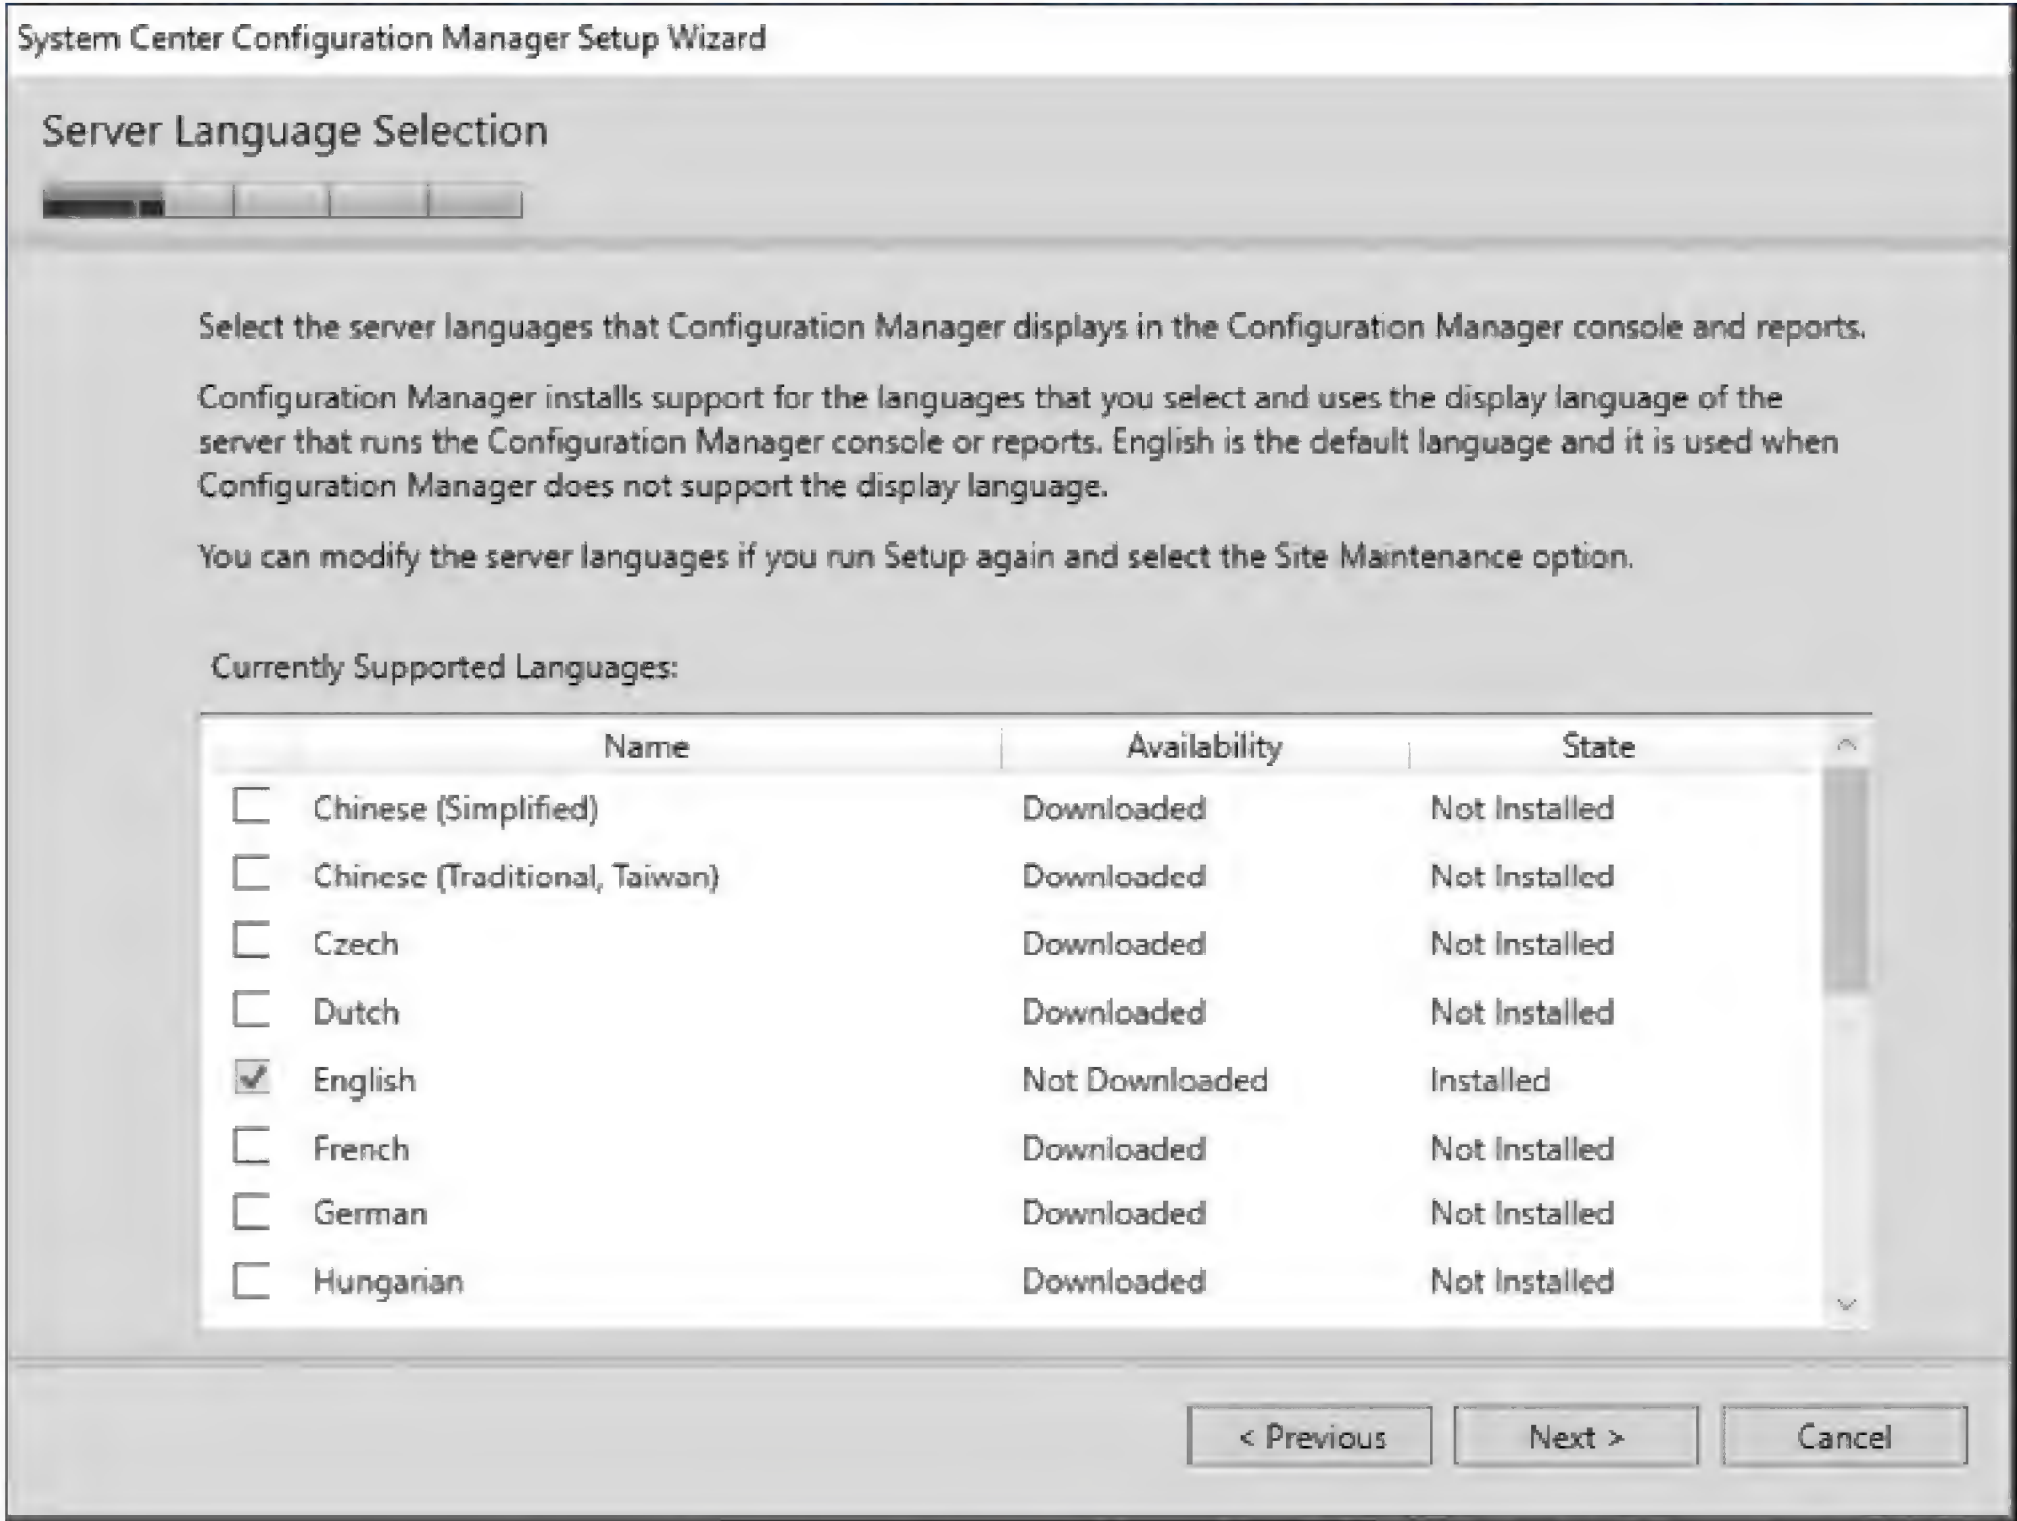 System Center Configuration Manager Setup Wizard
Server Language Selection
Select the server languages that Configuration Manager displays in the Configuration Manager console and reports.
Configuration Manager installs support for the languages that you select and uses the display language of the
server that runs the Configuration Manager console or reports. English is the default language and it is used when
Configuration Manager does not support the display language.
You can modify the server languages if you run Setup again and select the Site Maintenance option.
Currently Supported Languages:
Name Availability State
Chinese (Simplified) Downloaded Not Installed
Chinese (Traditional, Taiwan) Downloaded Not Installed
Czech Downloaded Not Installed
Dutch Downloaded Not Installed
English Not Downloaded Installed
French Downloaded Not Installed
German Downloaded Not Installed
Hungarian Downloaded Not Installed
< Previous Next > Cancel